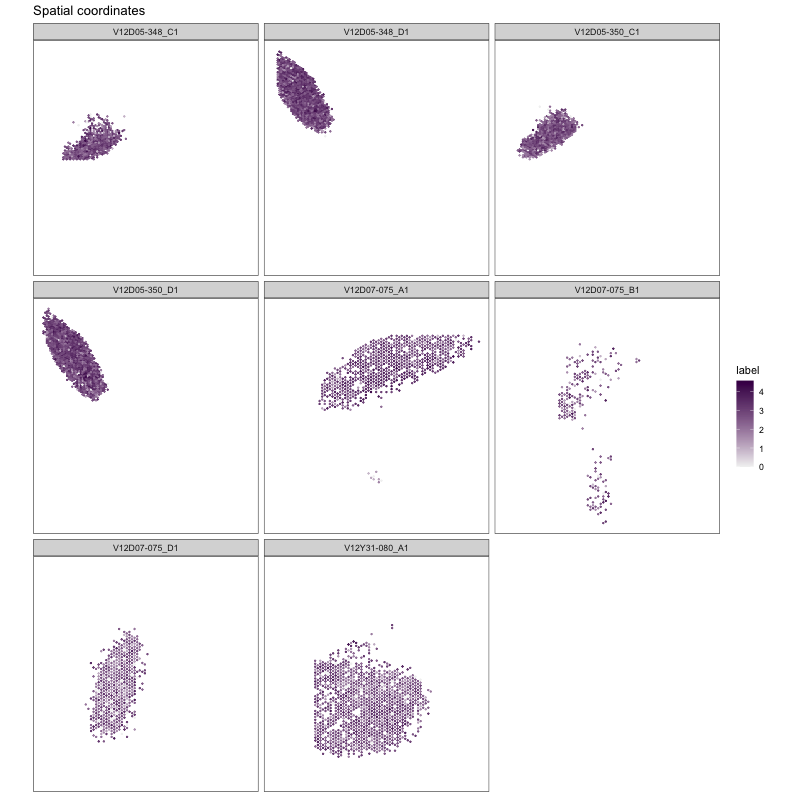 Spatial coordinates
V12D05-348_C1
V12D05-348_D1
V12D05-350_C1
V12D05-350_D1
V12D07-075_A1
V12D07-075_B1
label
4
3
2
1
0
V12D07-075_D1
V12Y31-080_A1